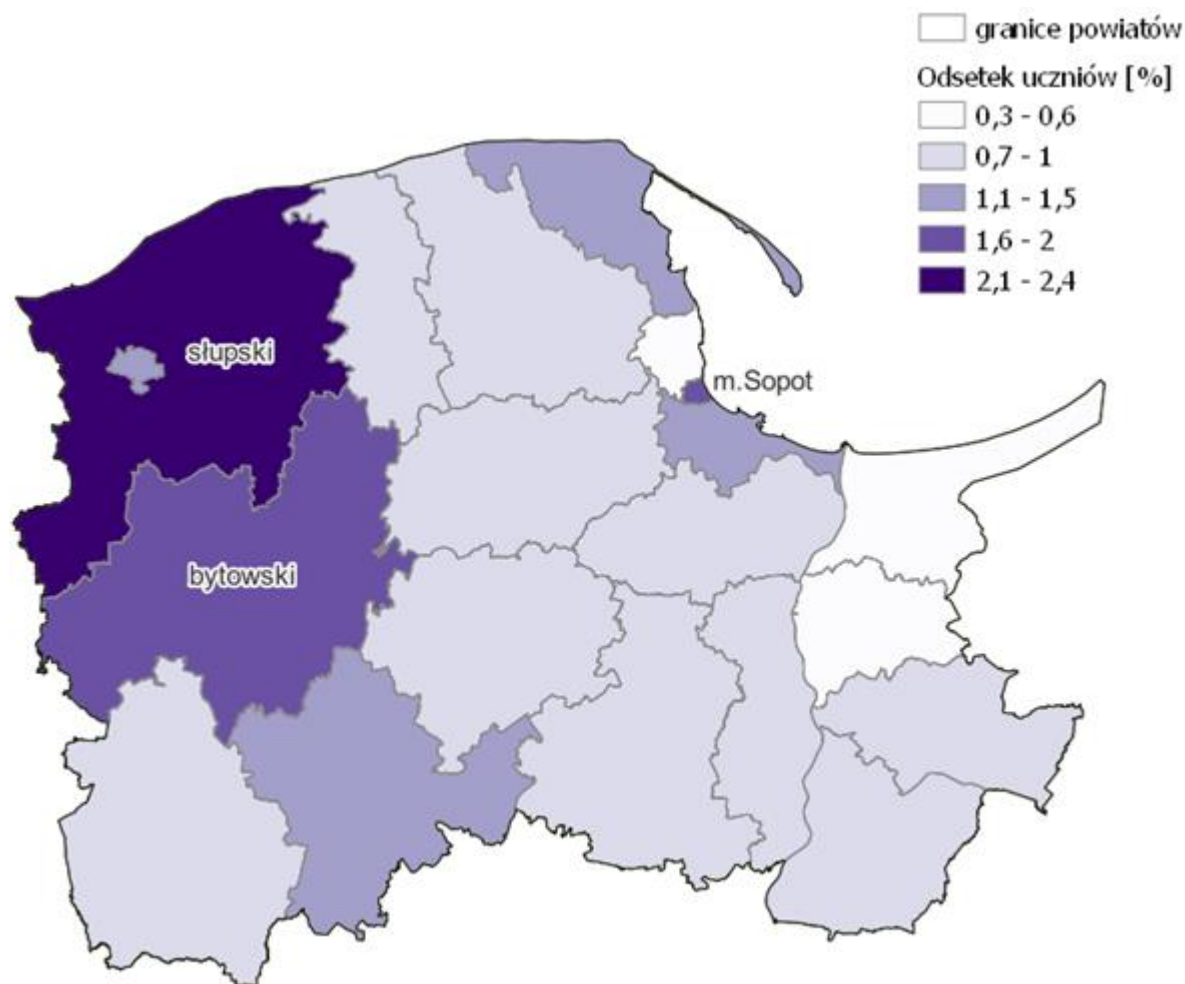 granice powiatów
Odsetek uczniów [%]
0,3 - 0,6
0,7 - 1
1,1 - 1,5
1,6 - 2
2,1 - 2,4
słupski
m.Sopot
bytowski